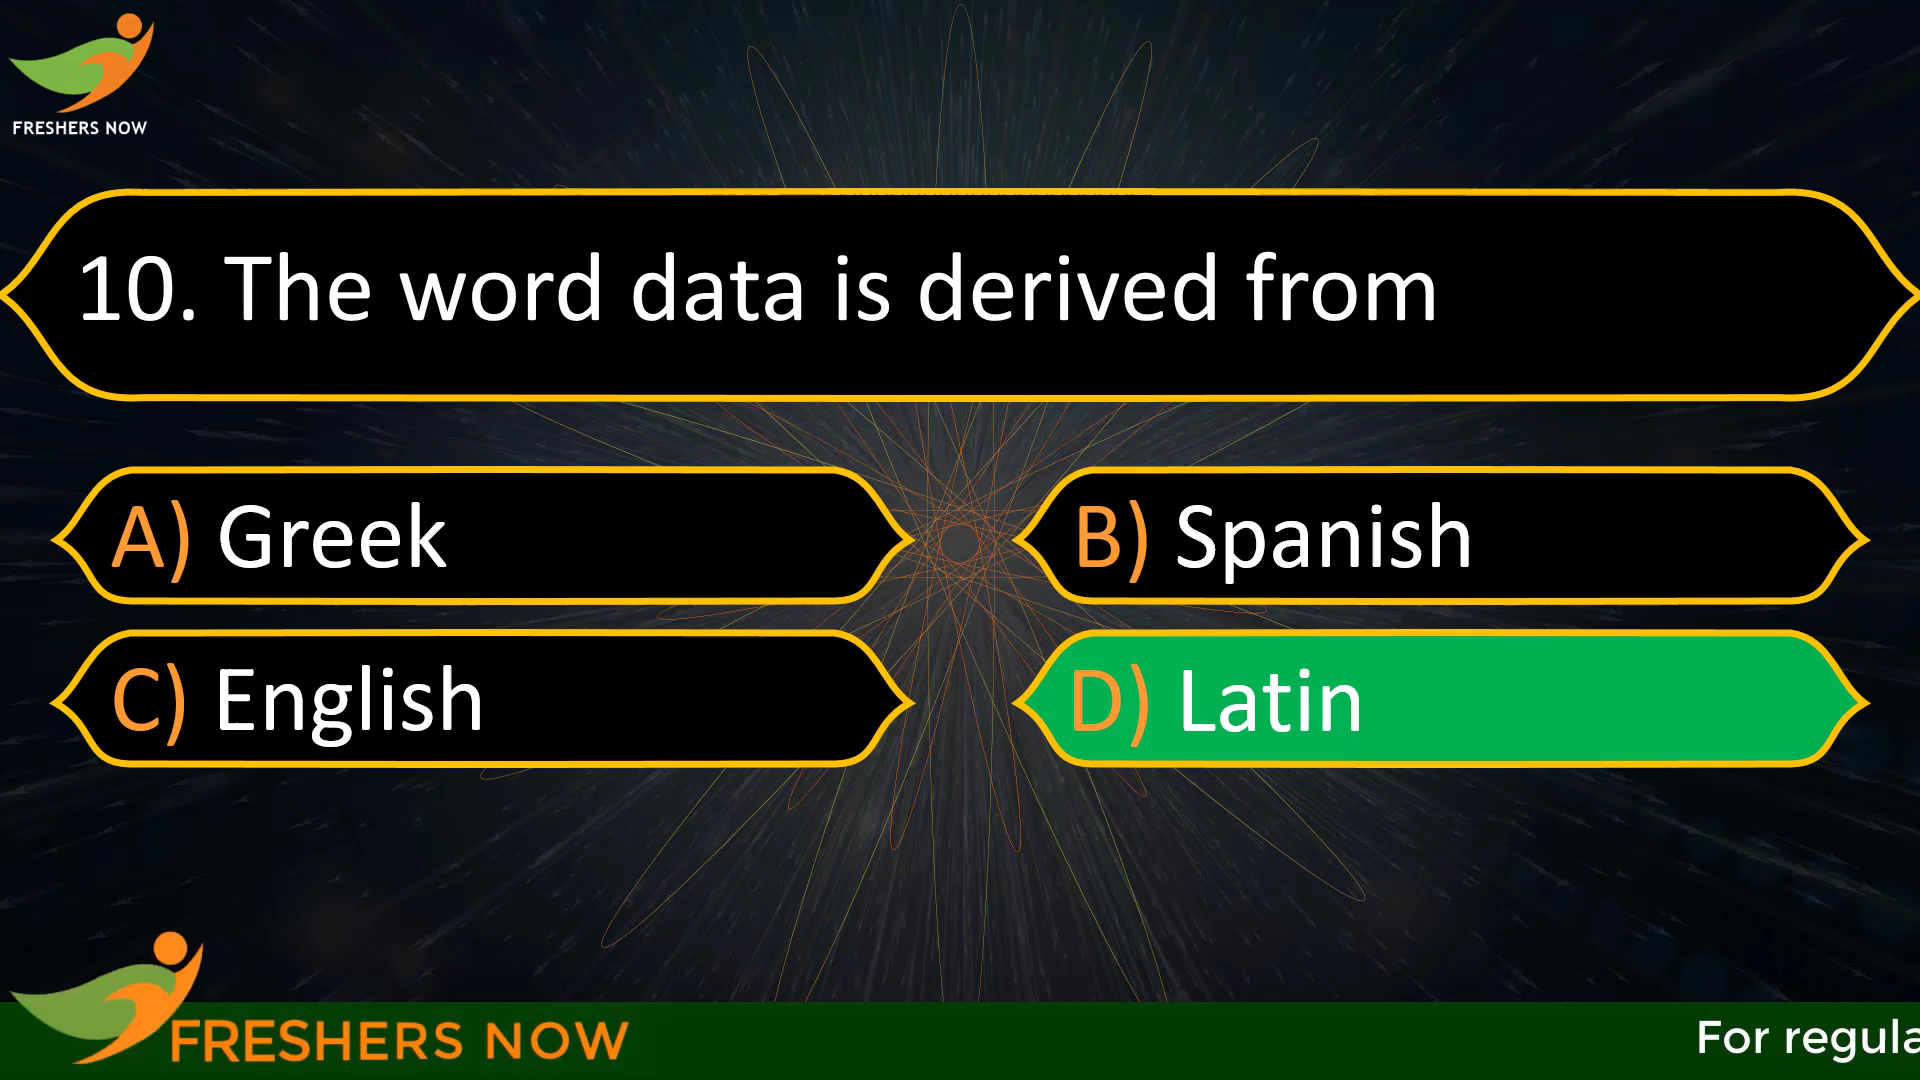 FRESHERS NOW
10. The word data is derived from
A) Greek
B) Spanish
C) English
D) Latin
FRESHERS NOW
For regula